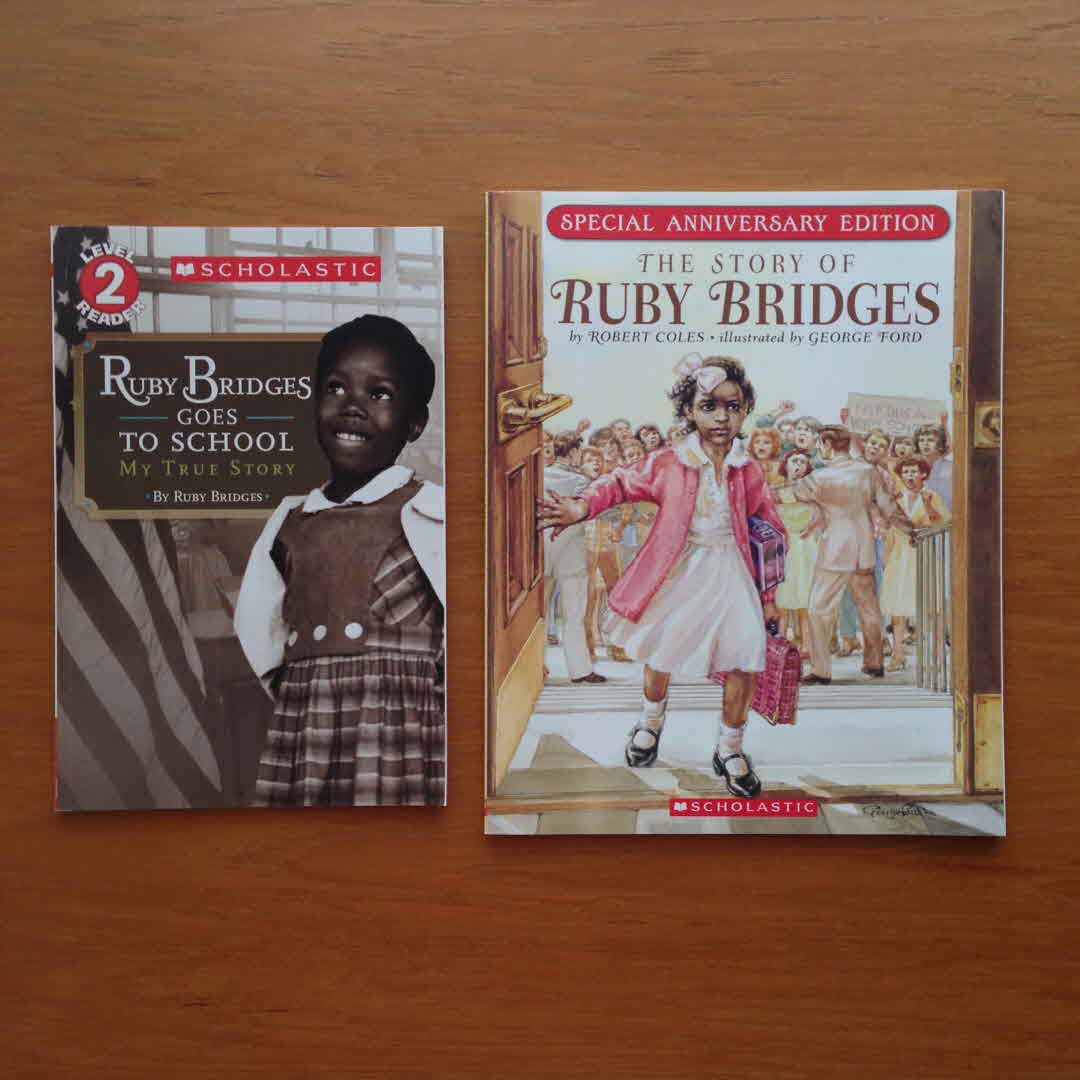 LEVEL
2
READER
SCHOLASTIC
RUBY BRIDGES
GOES
TO SCHOOL
MY TRUE STORY
• BY RUBY BRIDGES •
SPECIAL ANNIVERSARY EDITION
THE STORY OF
RUBY BRIDGES
by ROBERT COLES • illustrated by GEORGE FORD
SCHOLASTIC